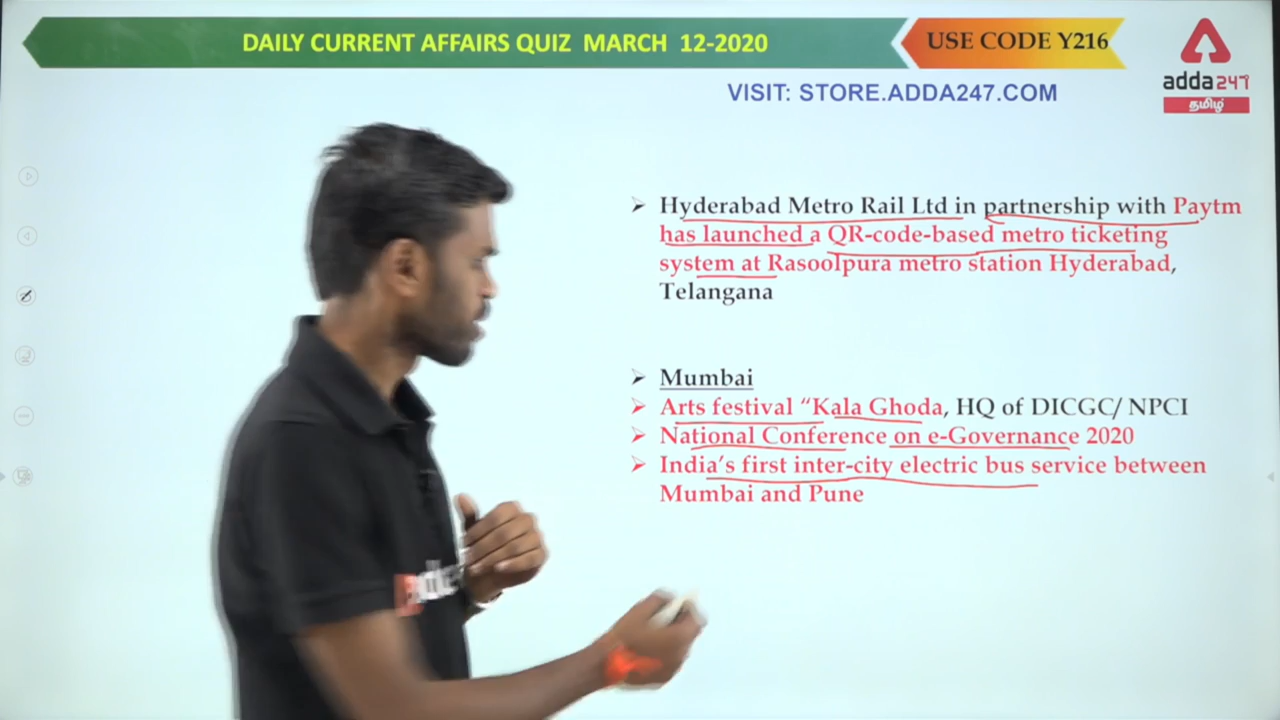 DAILY CURRENT AFFAIRS QUIZ MARCH 12-2020
USE CODE Y216
adda247
தமிழ்
VISIT: STORE.ADDA247.COM
➢ Hyderabad Metro Rail Ltd in partnership with Paytm
has launched a QR-code-based metro ticketing
system at Rasoolpura metro station Hyderabad,
Telangana
➢ Mumbai
➢ Arts festival “Kala Ghoda, HQ of DICGC/ NPCI
➢ National Conference on e-Governance 2020
➢ India’s first inter-city electric bus service between
Mumbai and Pune